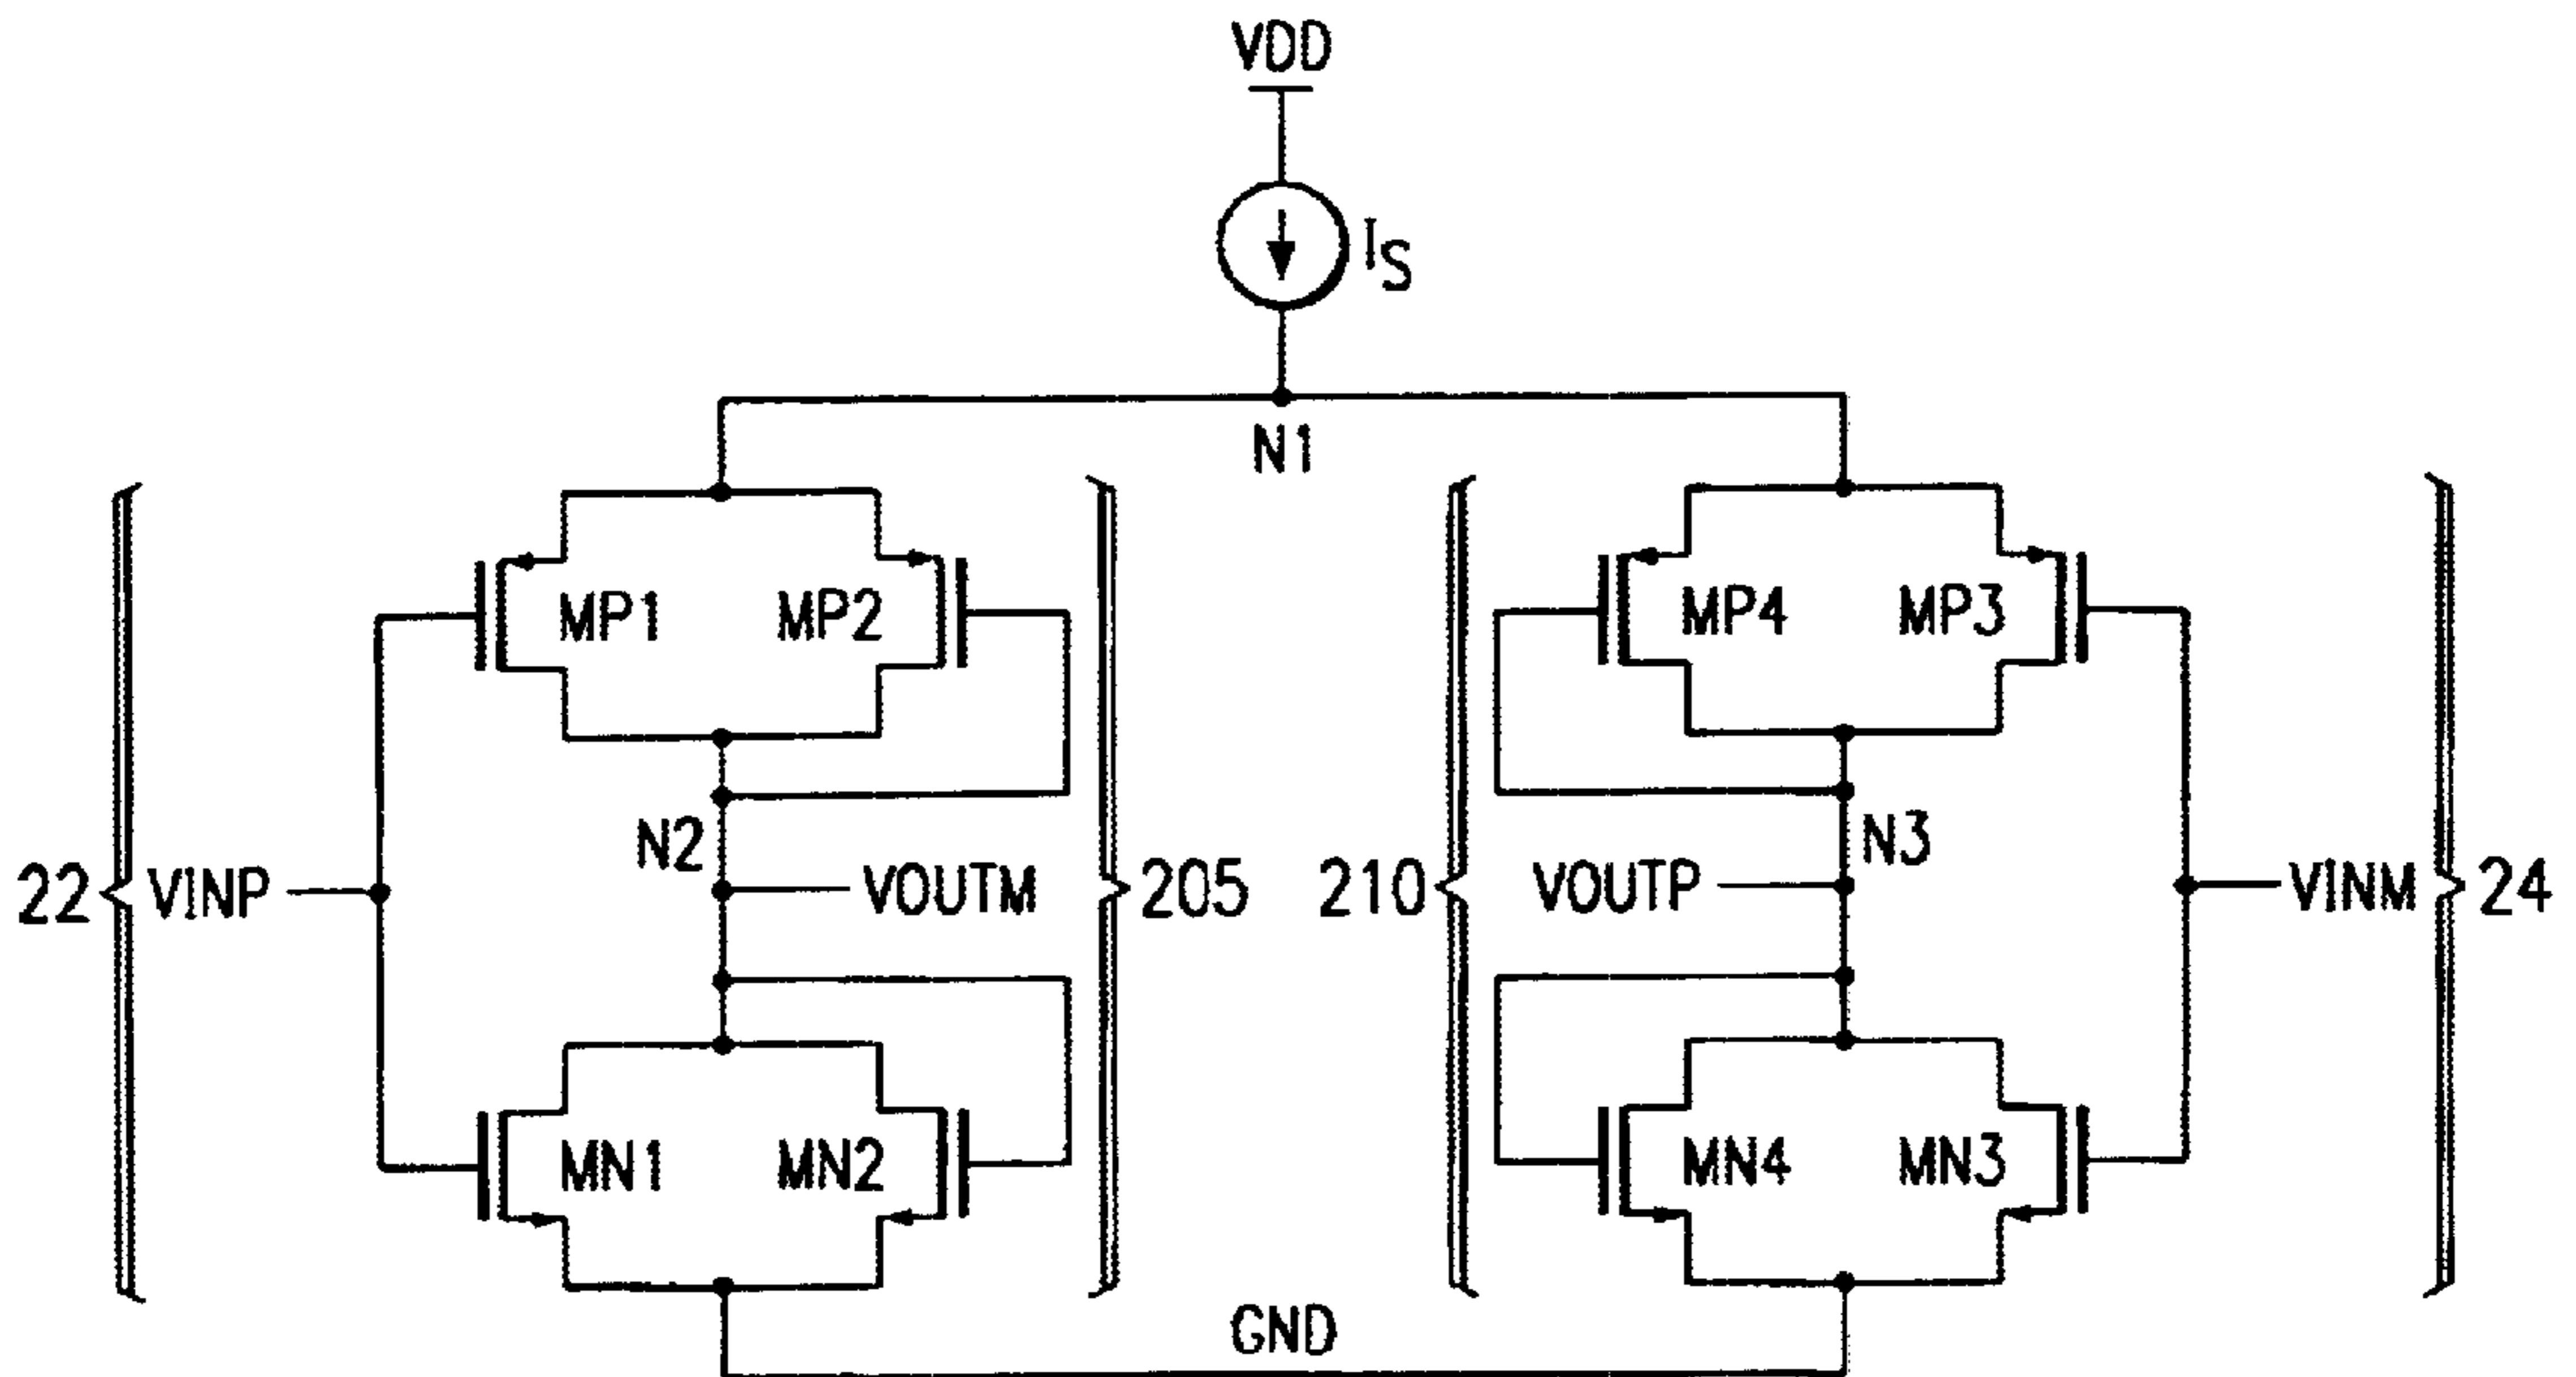 VDD
IS
N1
MP1 MP2 MP4 MP3
N2 N3
22 VINP VOUTM 205 210 VOUTP VINM 24
MN1 MN2 MN4 MN3
GND